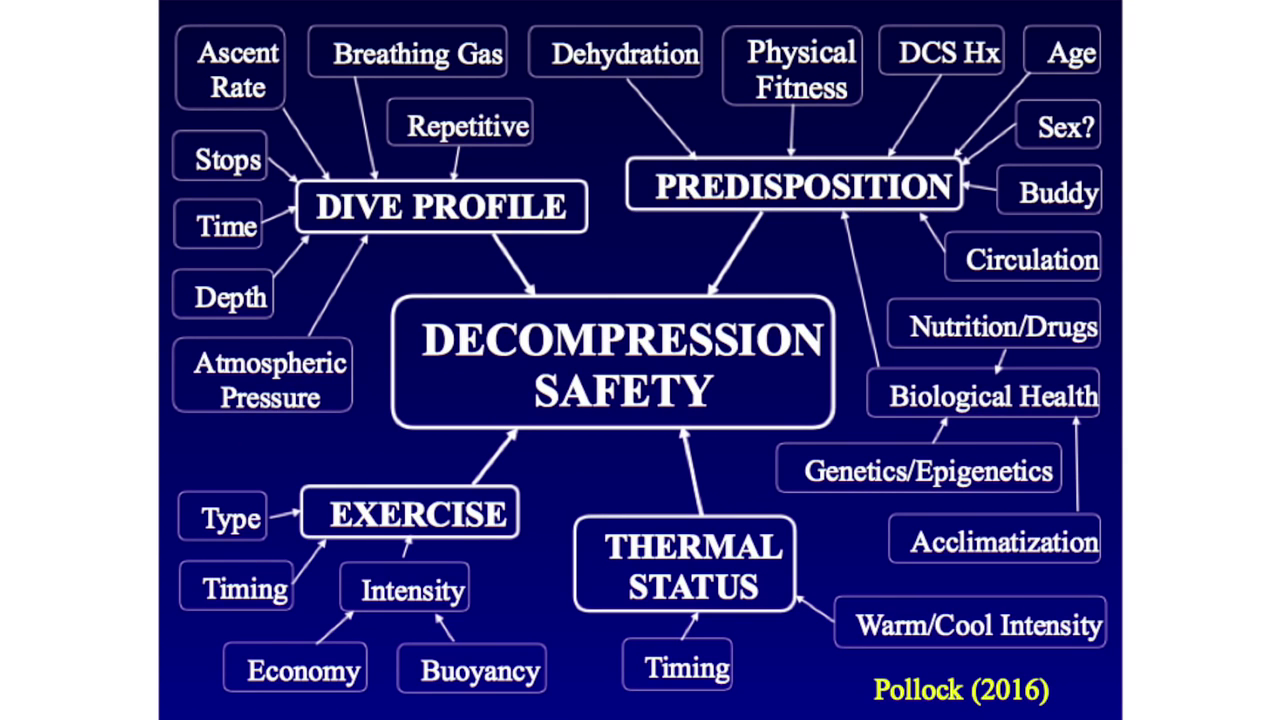 Ascent
Rate
Breathing Gas
Dehydration
Physical
Fitness
DCS Hx
Age
Repetitive
Sex?
Stops
DIVE PROFILE
PREDISPOSITION
Buddy
Time
Circulation
Depth
Nutrition/Drugs
DECOMPRESSION
SAFETY
Atmospheric
Pressure
Biological Health
Genetics/Epigenetics
Type
EXERCISE
Acclimatization
THERMAL
STATUS
Timing
Intensity
Warm/Cool Intensity
Economy
Buoyancy
Timing
Pollock (2016)